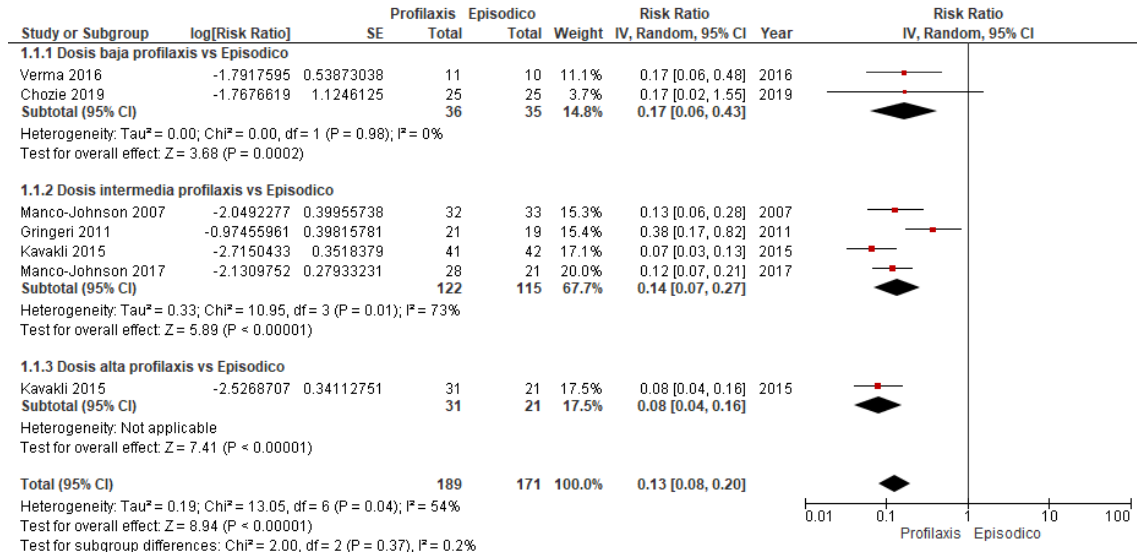 Profilaxis Episodico Risk Ratio Risk Ratio
Study or Subgroup log[Risk Ratio] SE Total Total Weight IV, Random, 95% CI Year IV, Random, 95% CI
1.1.1 Dosis baja profilaxis vs Episodico
Verma 2016 -1.7917595 0.53873038 11 10 11.1% 0.17 [0.06, 0.48] 2016
Chozie 2019 -1.7676619 1.1246125 25 25 3.7% 0.17 [0.02, 1.55] 2019
Subtotal (95% CI) 36 35 14.8% 0.17 [0.06, 0.43]
Heterogeneity: Tau² = 0.00; Chi² = 0.00, df = 1 (P = 0.98); I² = 0%
Test for overall effect: Z = 3.68 (P = 0.0002)
1.1.2 Dosis intermedia profilaxis vs Episodico
Manco-Johnson 2007 -2.0492277 0.39955738 32 33 15.3% 0.13 [0.06, 0.28] 2007
Gringeri 2011 -0.97455961 0.39815781 21 19 15.4% 0.38 [0.17, 0.82] 2011
Kavakli 2015 -2.7150433 0.3518379 41 42 17.1% 0.07 [0.03, 0.13] 2015
Manco-Johnson 2017 -2.1309752 0.27933231 28 21 20.0% 0.12 [0.07, 0.21] 2017
Subtotal (95% CI) 122 115 67.7% 0.14 [0.07, 0.27]
Heterogeneity: Tau² = 0.33; Chi² = 10.95, df = 3 (P = 0.01); I² = 73%
Test for overall effect: Z = 5.89 (P < 0.00001)
1.1.3 Dosis alta profilaxis vs Episodico
Kavakli 2015 -2.5268707 0.34112751 31 21 17.5% 0.08 [0.04, 0.16] 2015
Subtotal (95% CI) 31 21 17.5% 0.08 [0.04, 0.16]
Heterogeneity: Not applicable
Test for overall effect: Z = 7.41 (P < 0.00001)
Total (95% CI) 189 171 100.0% 0.13 [0.08, 0.20]
Heterogeneity: Tau² = 0.19; Chi² = 13.05, df = 6 (P = 0.04); I² = 54%
Test for overall effect: Z = 8.94 (P < 0.00001)
Test for subgroup differences: Chi² = 2.00, df = 2 (P = 0.37), I² = 0.2%
0.01 0.1 1 10 100
Profilaxis Episodico